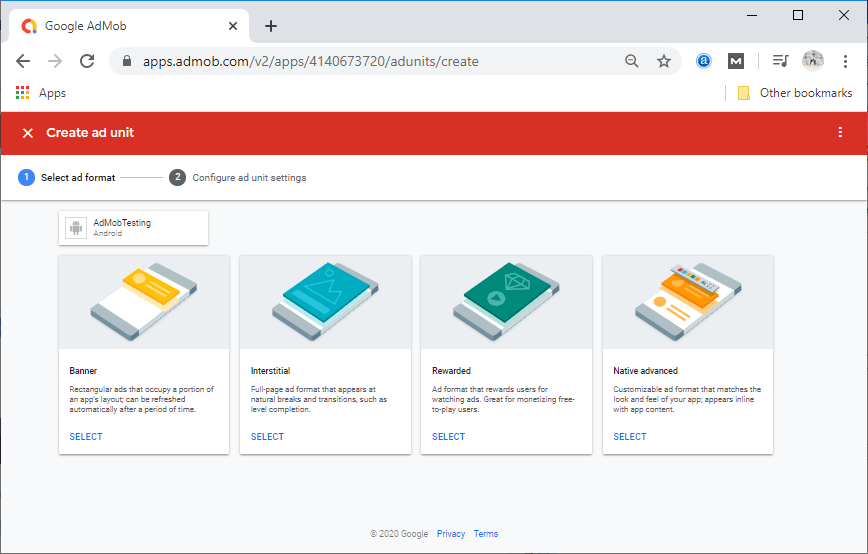 Google AdMob
apps.admob.com/v2/apps/4140673720/adunits/create
Apps
Other bookmarks
Create ad unit
1 Select ad format
2 Configure ad unit settings
AdMobTesting
Android
Banner
Rectangular ads that occupy a portion of
an app's layout; can be refreshed
automatically after a period of time.
SELECT
Interstitial
Full-page ad format that appears at
natural breaks and transitions, such as
level completion.
SELECT
Rewarded
Ad format that rewards users for
watching ads. Great for monetizing free-
to-play users.
SELECT
Native advanced
Customizable ad format that matches the
look and feel of your app; appears inline
with app content.
SELECT
© 2020 Google Privacy Terms